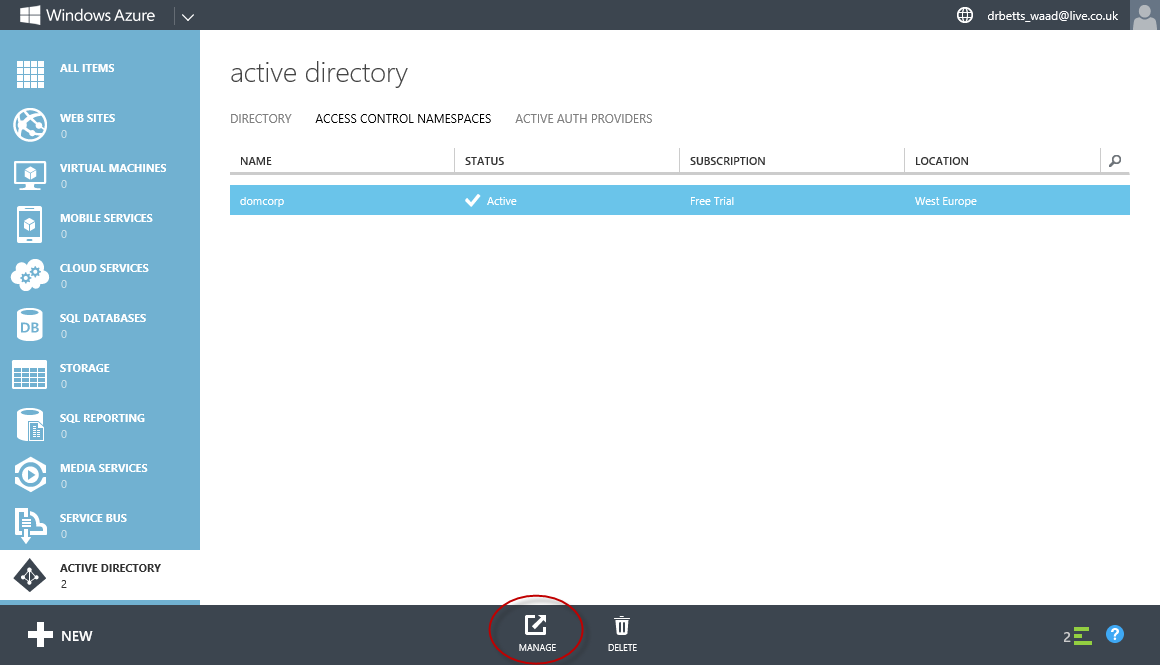 Windows Azure
drbetts_waad@live.co.uk
ALL ITEMS
WEB SITES
0
VIRTUAL MACHINES
0
MOBILE SERVICES
0
CLOUD SERVICES
0
DB
SQL DATABASES
0
STORAGE
0
SQL REPORTING
0
MEDIA SERVICES
0
SERVICE BUS
0
ACTIVE DIRECTORY
2
active directory
DIRECTORY ACCESS CONTROL NAMESPACES ACTIVE AUTH PROVIDERS
NAME STATUS SUBSCRIPTION LOCATION
domcorp Active Free Trial West Europe
NEW
MANAGE
DELETE
2
?